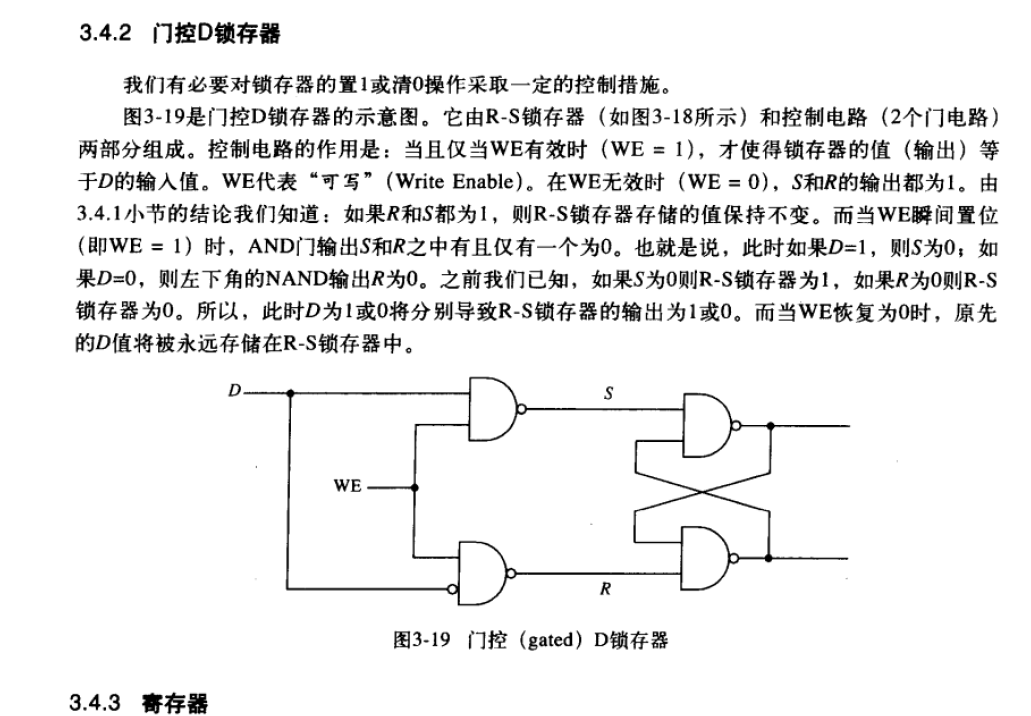 3.4.2 门控D锁存器
我们有必要对锁存器的置1或清0操作采取一定的控制措施。
图3-19是门控D锁存器的示意图。它由R-S锁存器（如图3-18所示）和控制电路（2个门电路）
两部分组成。控制电路的作用是：当且仅当WE有效时（WE = 1），才使得锁存器的值（输出）等
于D的输入值。WE代表“可写”（Write Enable）。在WE无效时（WE = 0），S和R的输出都为1。由
3.4.1小节的结论我们知道：如果R和S都为1，则R-S锁存器存储的值保持不变。而当WE瞬间置位
（即WE = 1）时，AND门输出S和R之中有且仅有一个为0。也就是说，此时如果D=1，则S为0；如
果D=0，则左下角的NAND输出R为0。之前我们已知，如果S为0则R-S锁存器为1，如果R为0则R-S
锁存器为0。所以，此时D为1或0将分别导致R-S锁存器的输出为1或0。而当WE恢复为0时，原先
的D值将被永远存储在R-S锁存器中。
D
S
WE
R
图3-19 门控（gated）D锁存器
3.4.3 寄存器